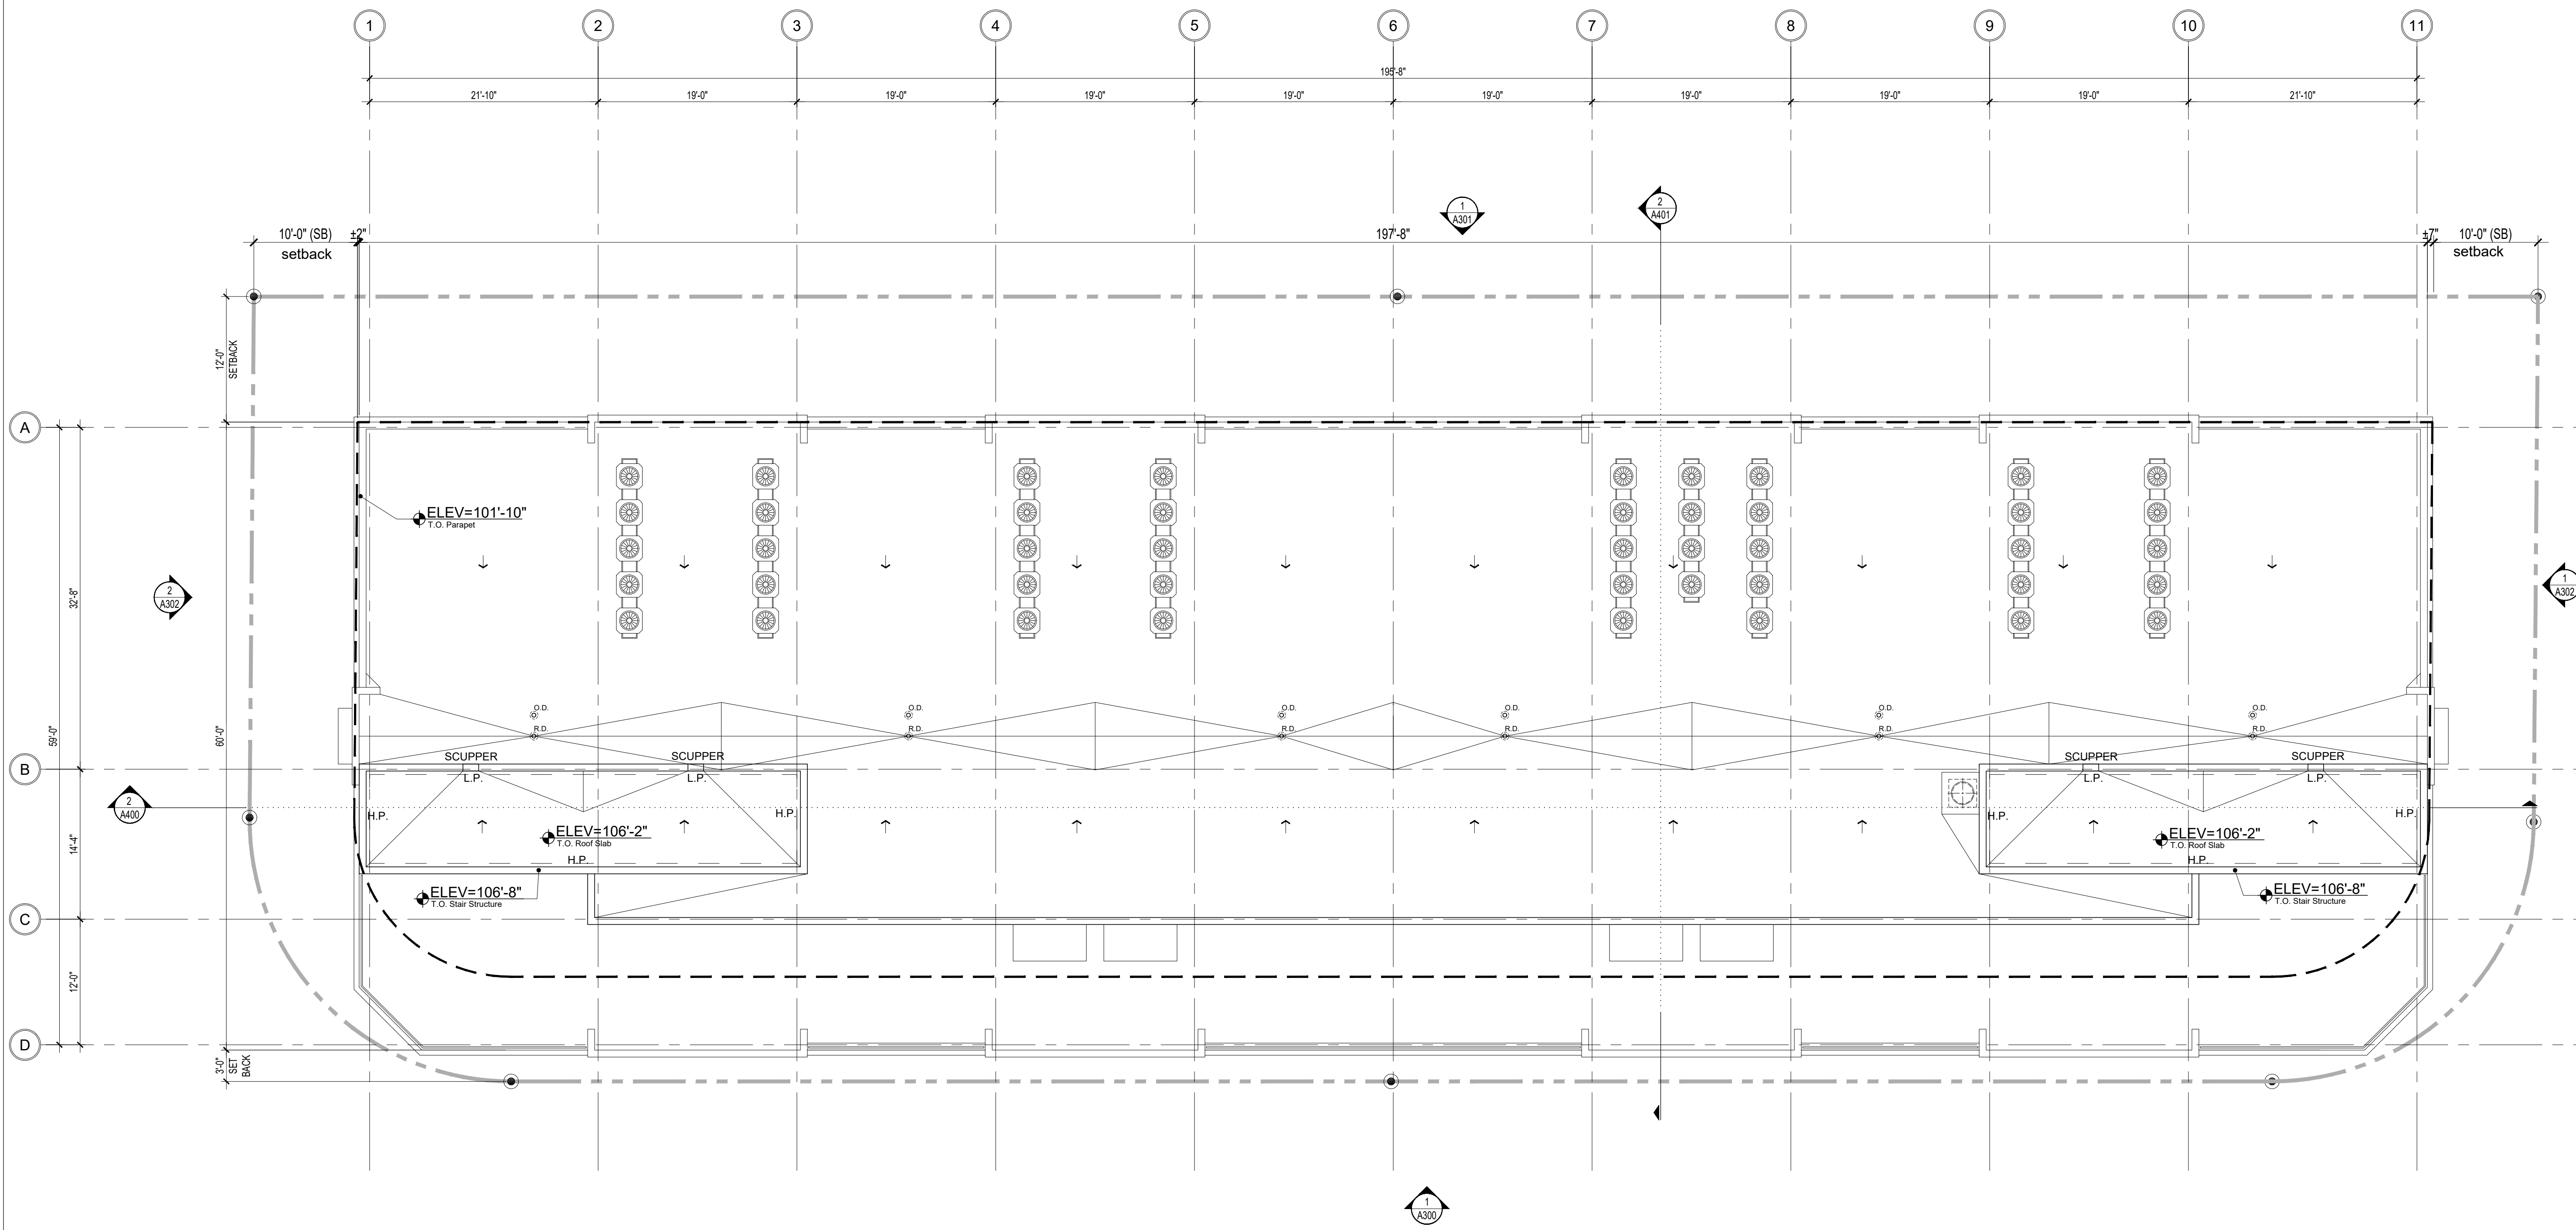 1 2 3 4 5 6 7 8 9 10 11
195'-8"
21'-10" 19'-0" 19'-0" 19'-0" 19'-0" 19'-0" 19'-0" 19'-0" 19'-0" 21'-10"
1
A301
2
A401
10'-0" (SB) ±2" 197'-8" ±7" 10'-0" (SB)
setback setback
12'-0"
SETBACK
A
ELEV=101'-10"
T.O. Parapet
32'-8"
2
A302
1
A302
59'-0"
60'-0"
O.D. O.D. O.D. O.D. O.D. O.D.
R.D. R.D. R.D. R.D. R.D. R.D.
B
SCUPPER SCUPPER SCUPPER SCUPPER
L.P. L.P. L.P. L.P.
2
A400
H.P. H.P. H.P. H.P.
14'-4"
ELEV=106'-2" ELEV=106'-2"
T.O. Roof Slab T.O. Roof Slab
H.P. H.P.
ELEV=106'-8" ELEV=106'-8"
T.O. Stair Structure T.O. Stair Structure
C
12'-0"
D
3'-0"
SET
BACK
1
A300